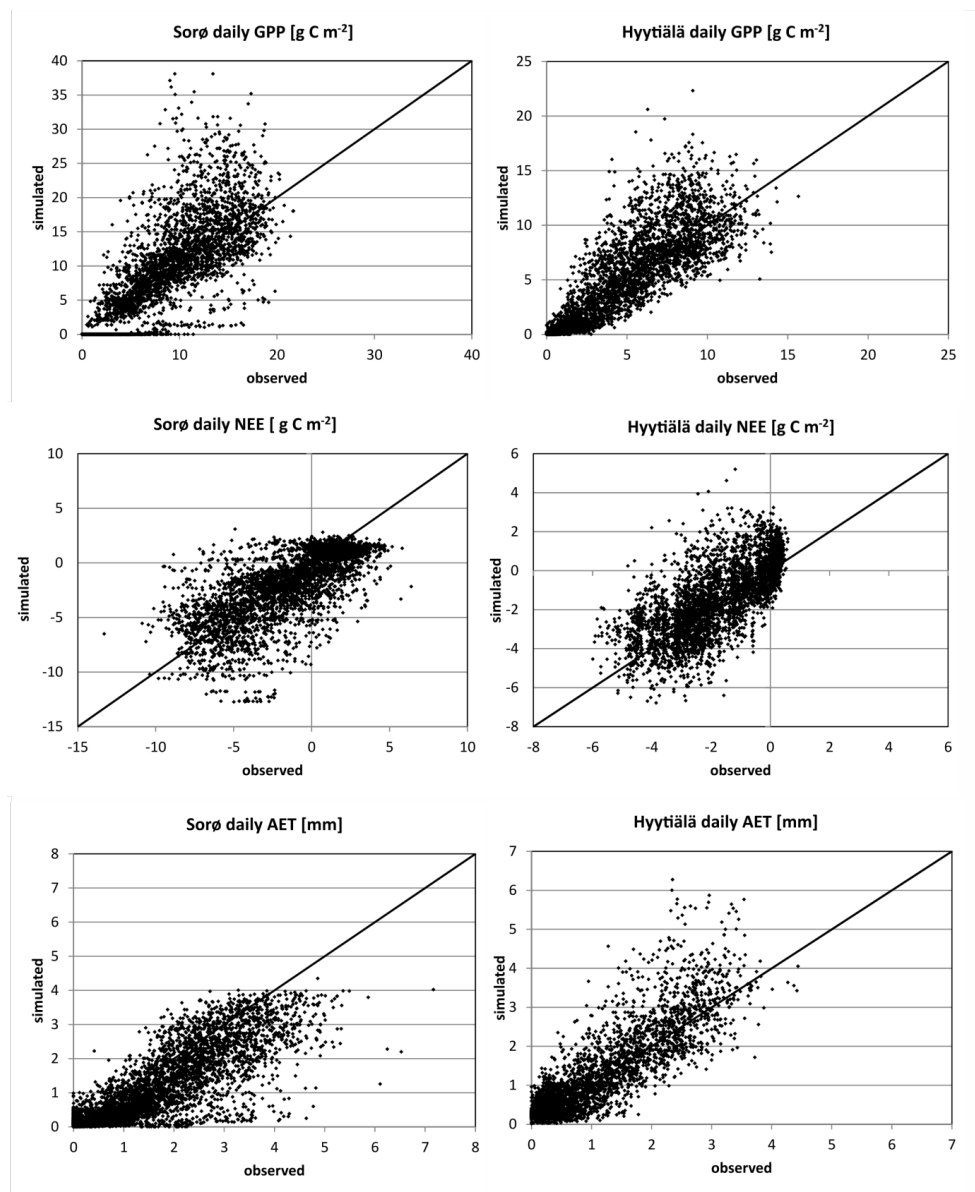 Sorø daily GPP [g C m-2]
40
35
30
25
20
15
10
5
0
simulated
0 10 20 30 40
observed
Hyytiälä daily GPP [g C m-2]
25
20
15
10
5
0
simulated
0 5 10 15 20 25
observed
Sorø daily NEE [ g C m-2]
10
5
0
-5
-10
-15
simulated
-15 -10 -5 0 5 10
observed
Hyytiälä daily NEE [g C m-2]
6
4
2
0
-2
-4
-6
-8
simulated
-8 -6 -4 -2 0 2 4 6
observed
Sorø daily AET [mm]
8
7
6
5
4
3
2
1
0
simulated
0 1 2 3 4 5 6 7 8
observed
Hyytiälä daily AET [mm]
7
6
5
4
3
2
1
0
simulated
0 1 2 3 4 5 6 7
observed